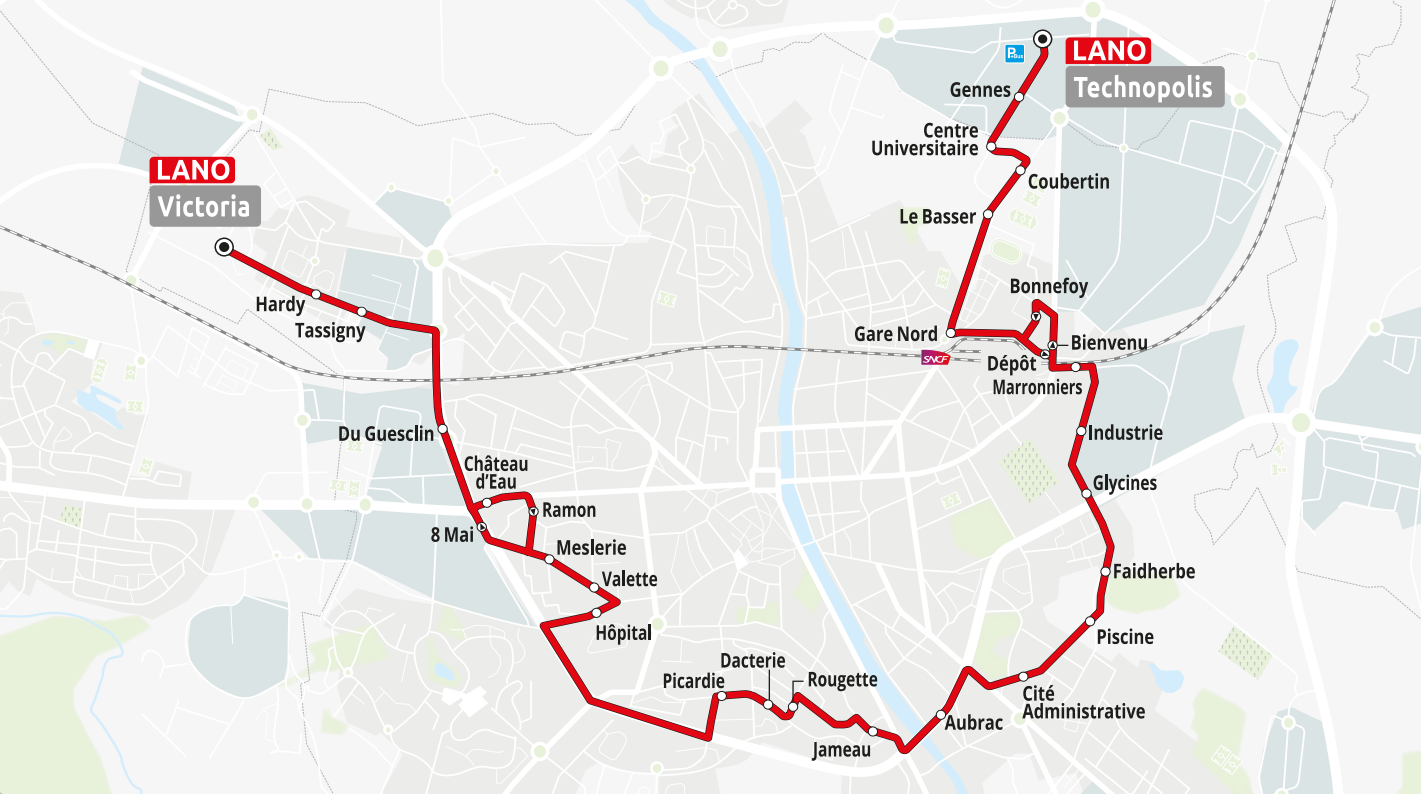 P+Bus
LANO
Technopolis
Gennes
Centre
Universitaire
Coubertin
LANO
Victoria
Le Basser
Hardy
Tassigny
Bonnefoy
Gare Nord
Bienvenu
SNCF
Dépôt
Marronniers
Du Guesclin
Industrie
Château
d'Eau
Glycines
Ramon
8 Mai
Meslerie
Valette
Faidherbe
Hôpital
Piscine
Dacterie
Picardie
Rougette
Cité
Administrative
Aubrac
Jameau